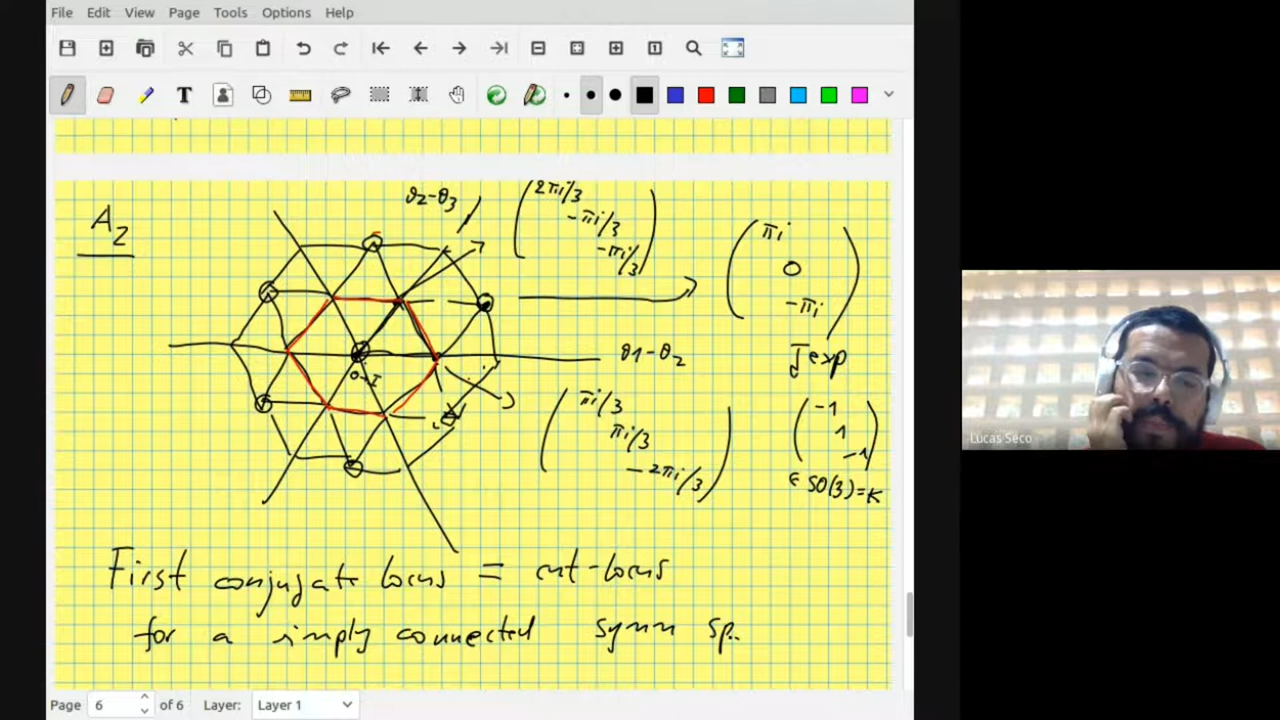 File Edit View Page Tools Options Help
A2
ϑ2-ϑ3
2πi/3
-πi/3
-πi/3
πi
0
-πi
0→I
ϑ1-ϑ2
exp
πi/3
πi/3
-2πi/3
-1
1
-1
∈ SO(3)=K
First conjugate locus = cut-locus
for a simply connected symm sp.
Lucas Seco
Page 6 of 6 Layer: Layer 1